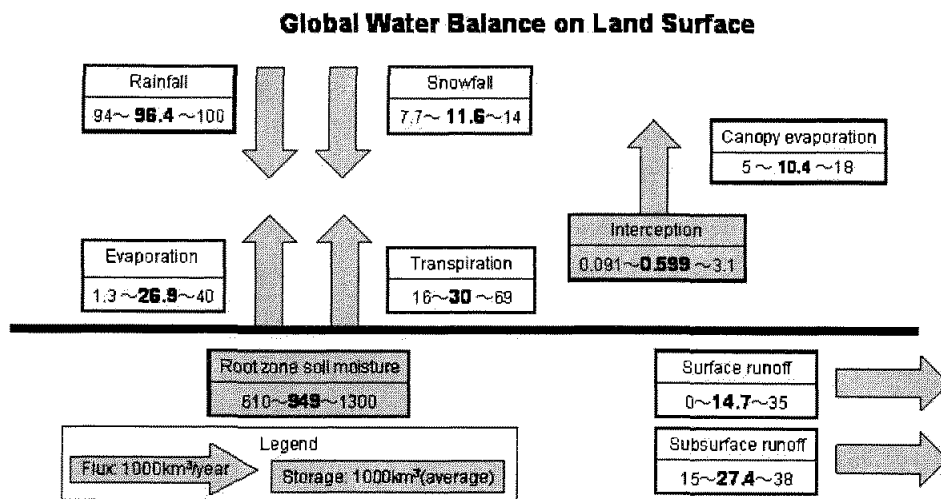 Global Water Balance on Land Surface
Rainfall
94～96.4～100
Snowfall
7.7～11.6～14
Canopy evaporation
5～10.4～18
Interception
0.091～0.599～3.1
Evaporation
1.3～26.9～40
Transpiration
16～30～69
Root zone soil moisture
610～949～1300
Surface runoff
0～14.7～35
Subsurface runoff
15～27.4～38
Legend
Flux: 1000km³/year
Storage: 1000km³(average)